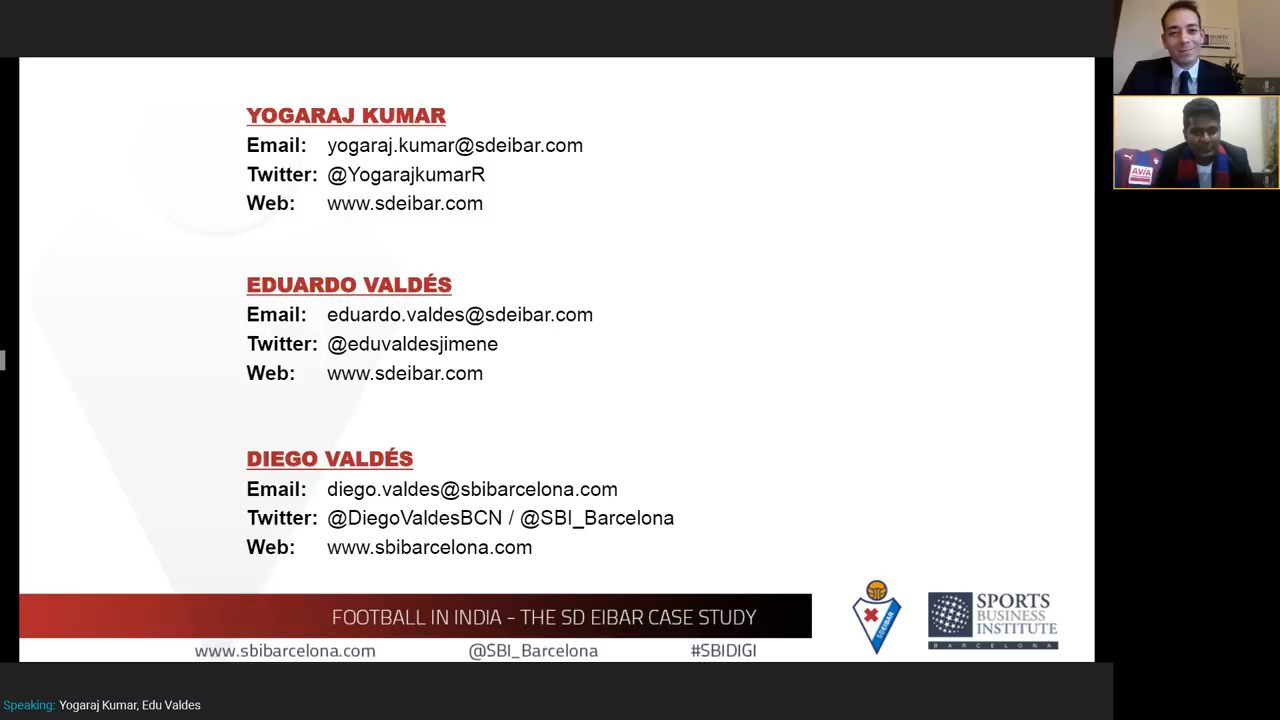 YOGARAJ KUMAR
Email: yogaraj.kumar@sdeibar.com
Twitter: @YogarajkumarR
Web: www.sdeibar.com
EDUARDO VALDÉS
Email: eduardo.valdes@sdeibar.com
Twitter: @eduvaldesjimene
Web: www.sdeibar.com
DIEGO VALDÉS
Email: diego.valdes@sbibarcelona.com
Twitter: @DiegoValdesBCN / @SBI_Barcelona
Web: www.sbibarcelona.com
FOOTBALL IN INDIA - THE SD EIBAR CASE STUDY
www.sbibarcelona.com @SBI_Barcelona #SBIDIGI
SD EIBAR
SPORTS
BUSINESS
INSTITUTE
BARCELONA
AVIA
Speaking: Yogaraj Kumar, Edu Valdes